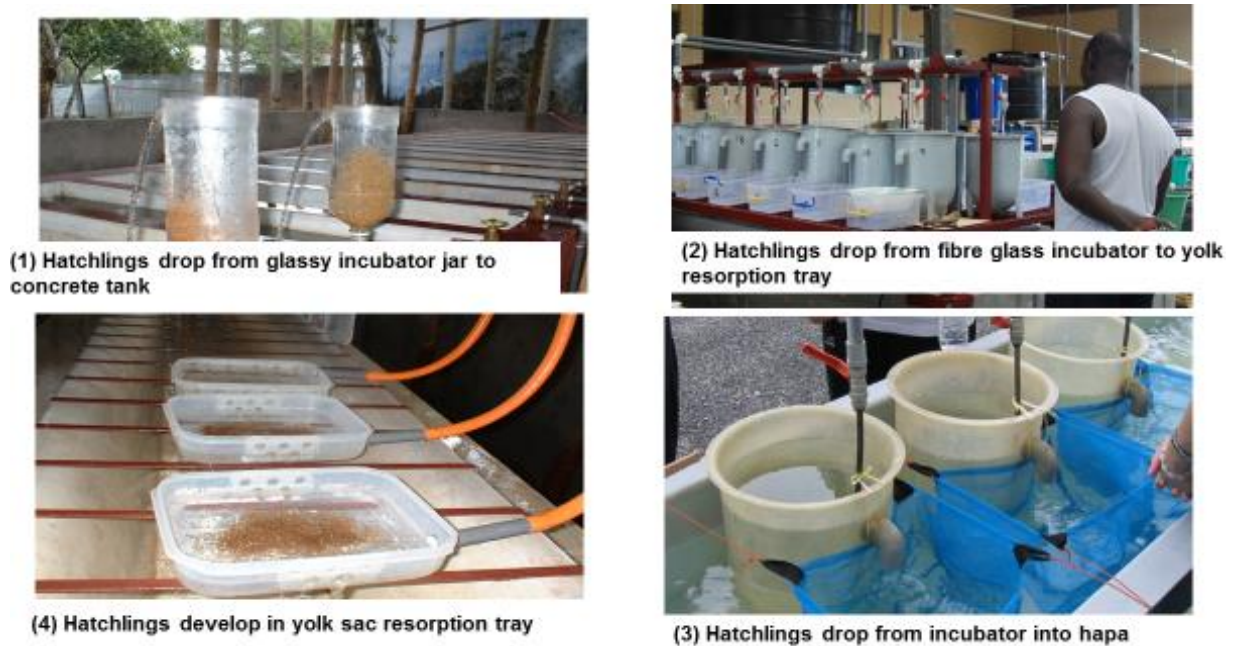 (1) Hatchlings drop from glassy incubator jar to
concrete tank
(2) Hatchlings drop from fibre glass incubator to yolk
resorption tray
(4) Hatchlings develop in yolk sac resorption tray
(3) Hatchlings drop from incubator into hapa